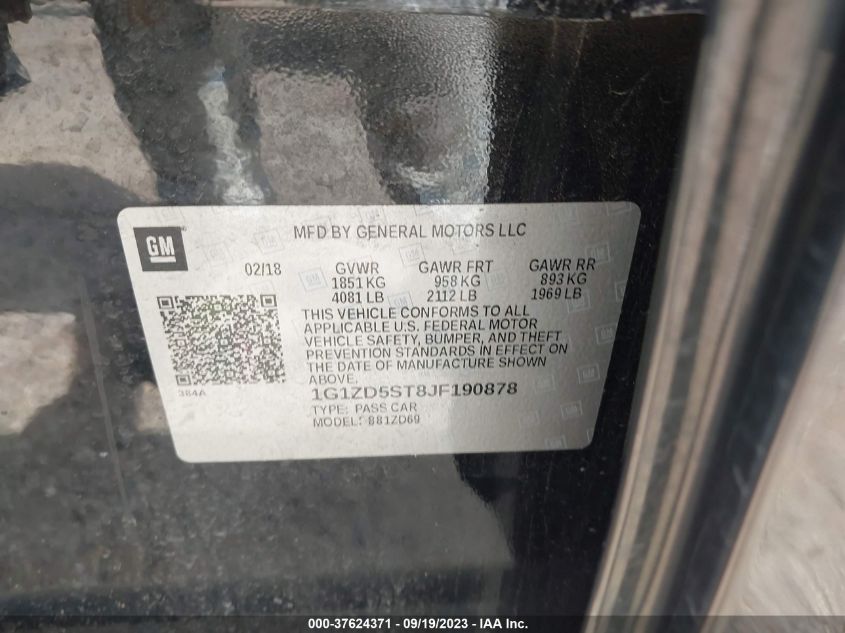 GM
MFD BY GENERAL MOTORS LLC
02/18 GVWR GAWR FRT GAWR RR
1851 KG 958 KG 893 KG
4081 LB 2112 LB 1969 LB
THIS VEHICLE CONFORMS TO ALL
APPLICABLE U.S. FEDERAL MOTOR
VEHICLE SAFETY, BUMPER, AND THEFT
PREVENTION STANDARDS IN EFFECT ON
THE DATE OF MANUFACTURE SHOWN
ABOVE.
384A
1G1ZD5ST8JF190878
TYPE: PASS CAR
MODEL: 881ZD69
000-37624371 - 09/19/2023 - IAA Inc.